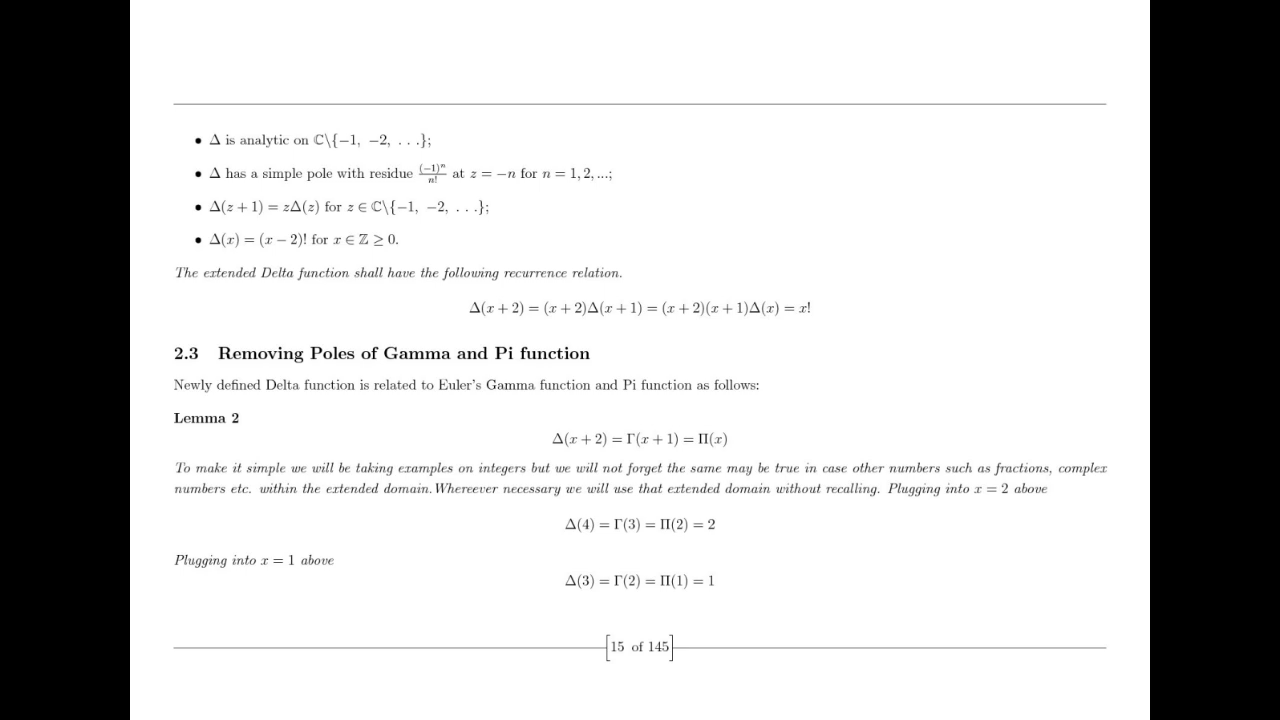 • Δ is analytic on ℂ\{−1, −2, . . .};
• Δ has a simple pole with residue (−1)ⁿ/n! at z = −n for n = 1, 2, ...;
• Δ(z + 1) = zΔ(z) for z ∈ ℂ\{−1, −2, . . .};
• Δ(x) = (x − 2)! for x ∈ ℤ ≥ 0.
The extended Delta function shall have the following recurrence relation.
Δ(x + 2) = (x + 2)Δ(x + 1) = (x + 2)(x + 1)Δ(x) = x!
2.3 Removing Poles of Gamma and Pi function
Newly defined Delta function is related to Euler's Gamma function and Pi function as follows:
Lemma 2
Δ(x + 2) = Γ(x + 1) = Π(x)
To make it simple we will be taking examples on integers but we will not forget the same may be true in case other numbers such as fractions, complex
numbers etc. within the extended domain.Whereever necessary we will use that extended domain without recalling. Plugging into x = 2 above
Δ(4) = Γ(3) = Π(2) = 2
Plugging into x = 1 above
Δ(3) = Γ(2) = Π(1) = 1
[15 of 145]